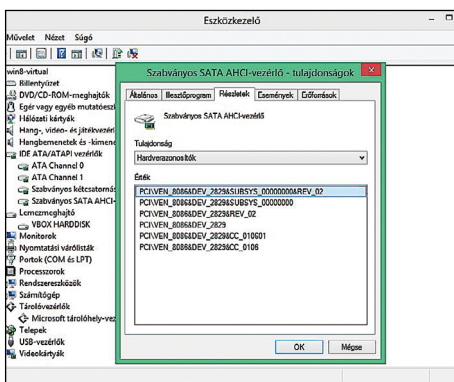 Eszközkezelő
Művelet Nézet Súgó
win8-virtual
Billentyűzet
DVD/CD-ROM-meghajtók
Egér vagy egyéb mutatóeszk
Hálózati kártyák
Hang-, video- és játékvezérl
Hangbemenetek és -kimene
IDE ATA/ATAPI vezérlők
ATA Channel 0
ATA Channel 1
Szabványos kétcsatornás
Szabványos SATA AHCI-
Lemezmeghajtó
VBOX HARDDISK
Monitorok
Nyomtatási várólisták
Portok (COM és LPT)
Processzorok
Rendszereszközök
Számítógép
Tárolóvezérlők
Microsoft tárolóhely-vez
Telepek
USB-vezérlők
Videokártyák
Szabványos SATA AHCI-vezérlő - tulajdonságok
Általános Illesztőprogram Részletek Események Erőforrások
Szabványos SATA AHCI-vezérlő
Tulajdonság
Hardverazonosítók
Érték
PCI\VEN_8086&DEV_2829&SUBSYS_00000000&REV_02
PCI\VEN_8086&DEV_2829&SUBSYS_00000000
PCI\VEN_8086&DEV_2829&REV_02
PCI\VEN_8086&DEV_2829
PCI\VEN_8086&DEV_2829&CC_010601
PCI\VEN_8086&DEV_2829&CC_0106
OK Mégse